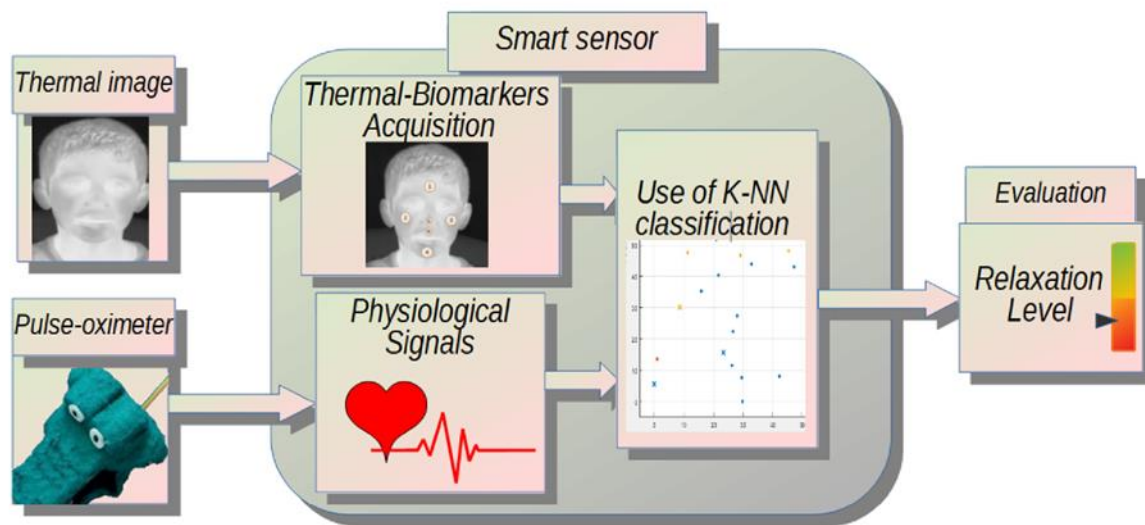 Smart sensor
Thermal image
Thermal-Biomarkers
Acquisition
Pulse-oximeter
Physiological
Signals
Use of K-NN
classification
Evaluation
Relaxation
Level